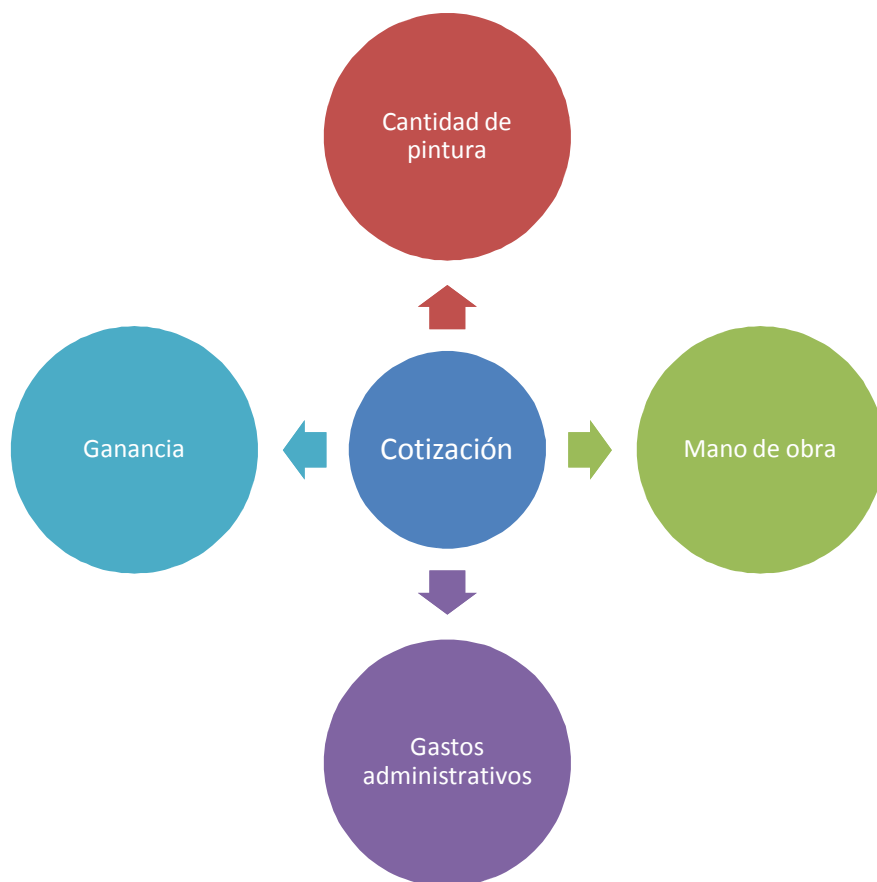 Cantidad de
pintura
Ganancia
Cotización
Mano de obra
Gastos
administrativos